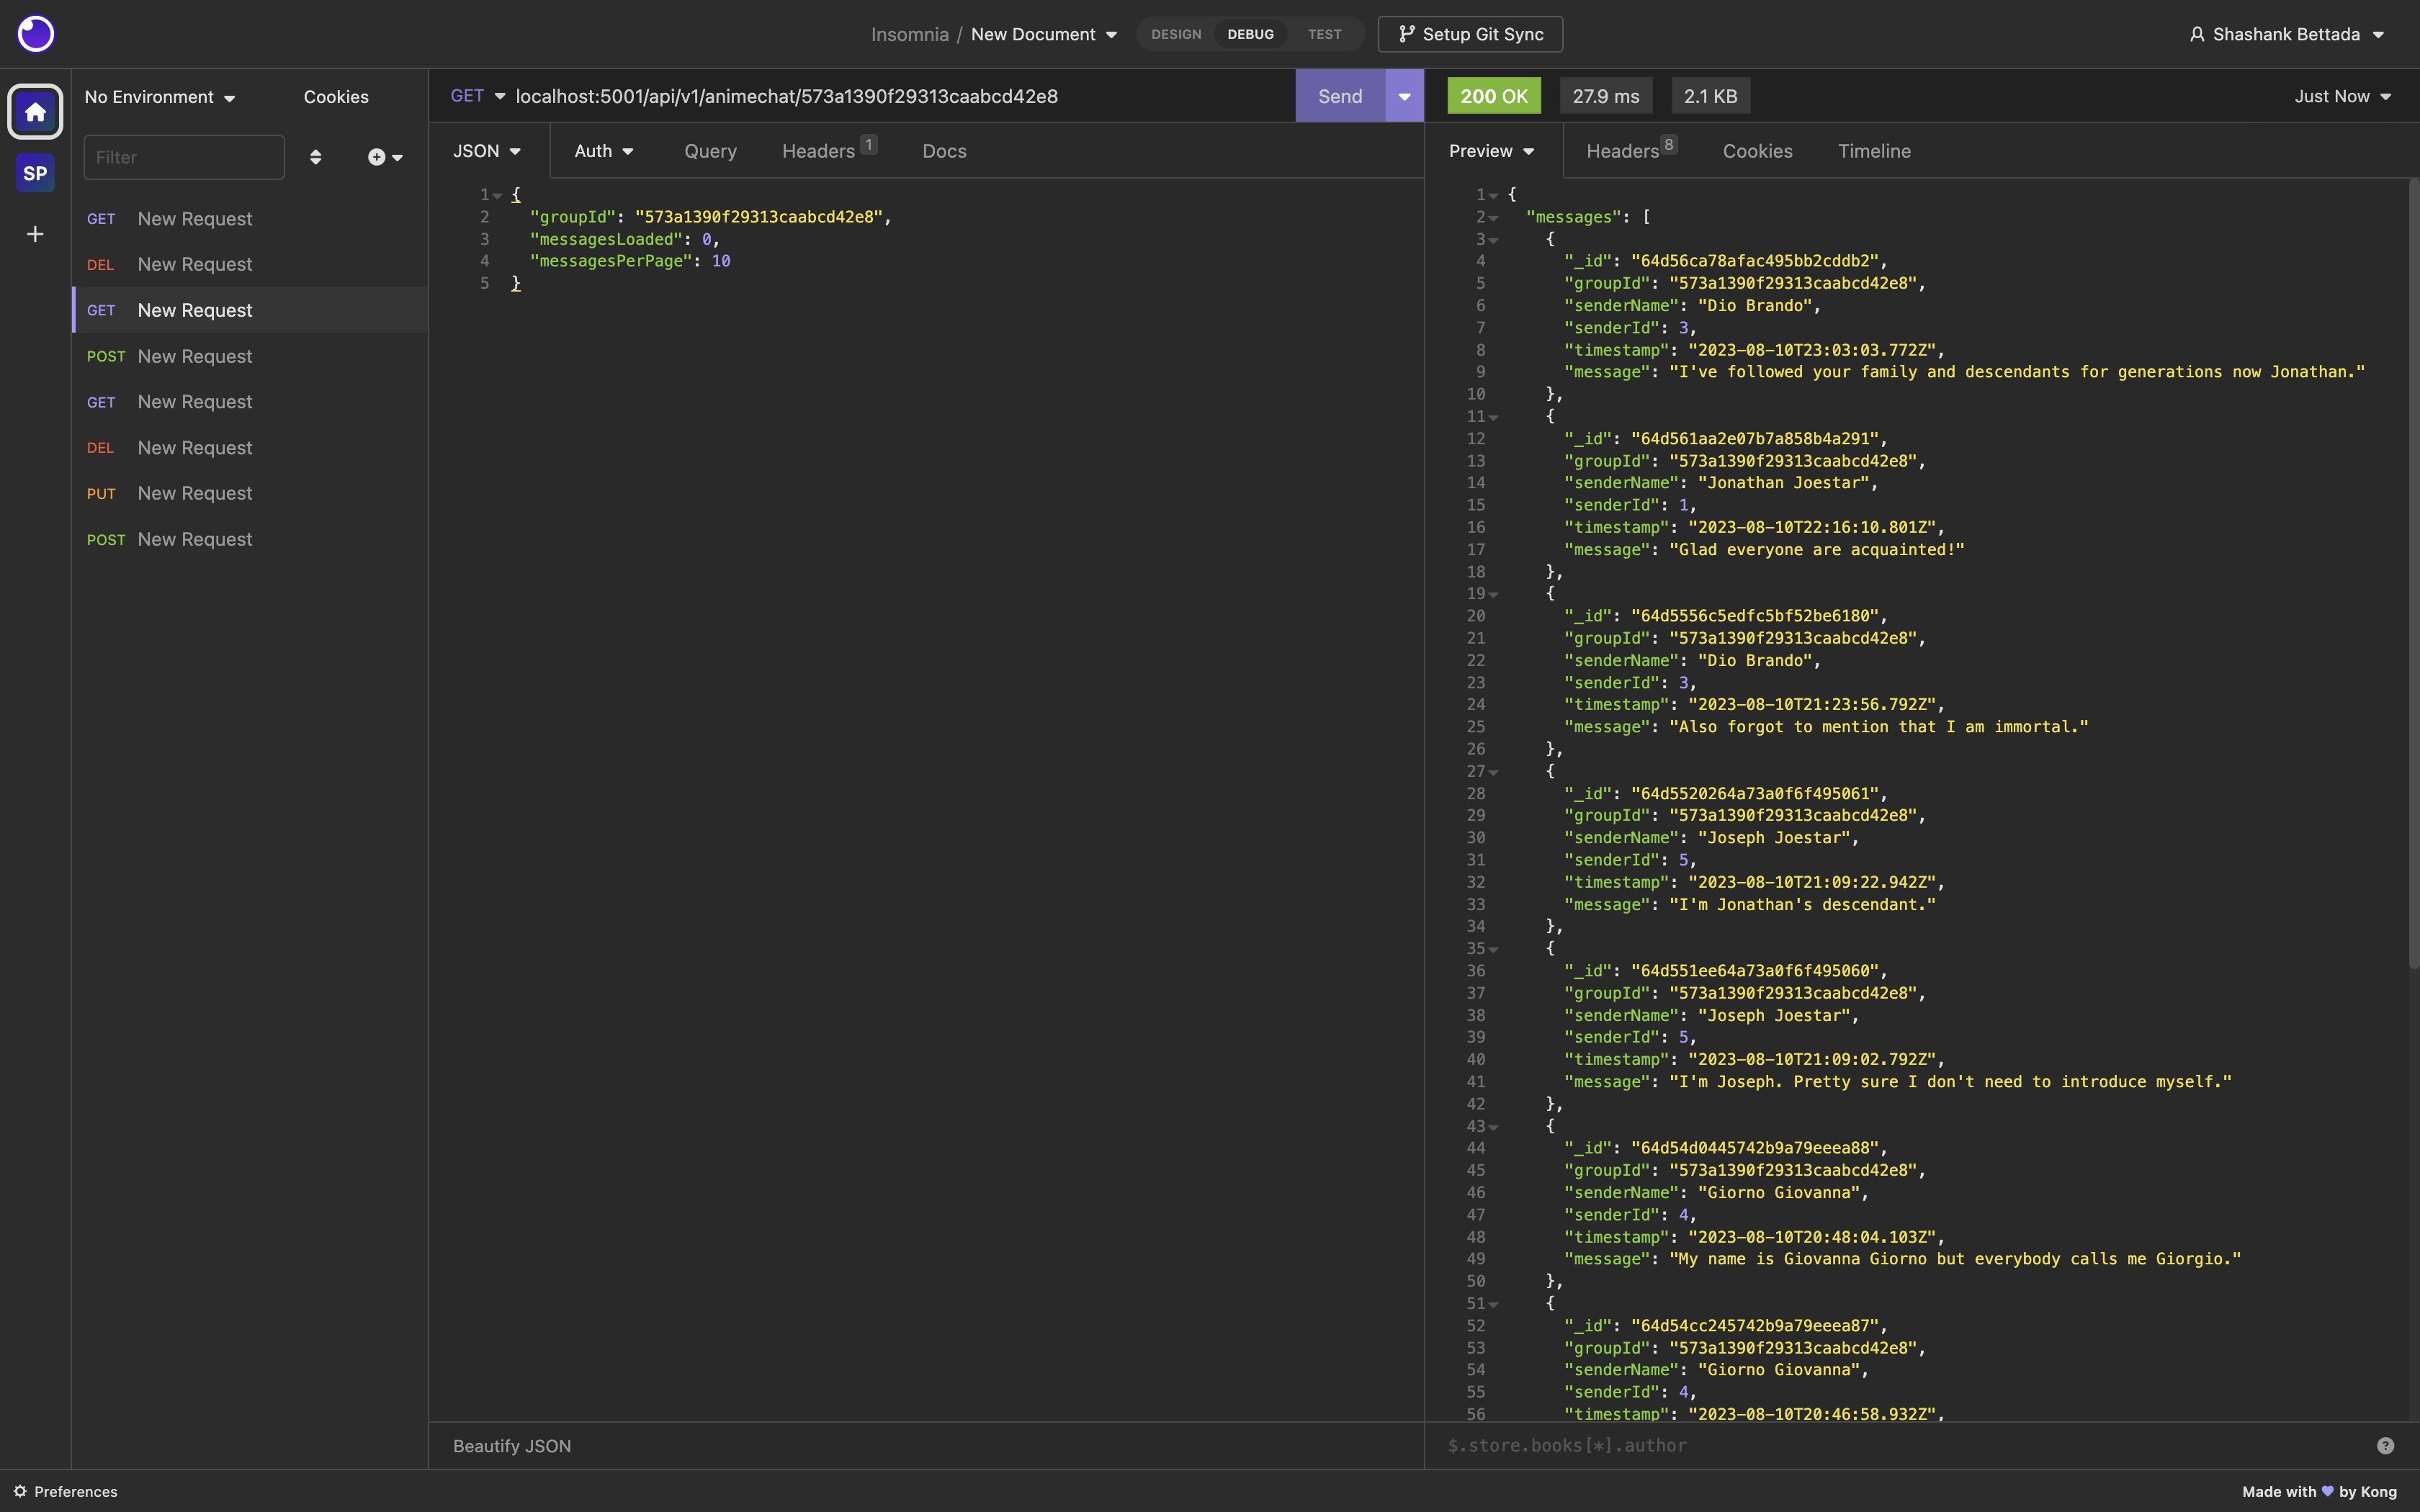 Insomnia / New Document
DESIGN DEBUG TEST
Setup Git Sync
Shashank Bettada
SP
No Environment Cookies
Filter
GET New Request
DEL New Request
GET New Request
POST New Request
GET New Request
DEL New Request
PUT New Request
POST New Request
GET localhost:5001/api/v1/animechat/573a1390f29313caabcd42e8 Send
JSON Auth Query Headers 1 Docs
1 {
2 "groupId": "573a1390f29313caabcd42e8",
3 "messagesLoaded": 0,
4 "messagesPerPage": 10
5 }
Beautify JSON
200 OK 27.9 ms 2.1 KB Just Now
Preview Headers 8 Cookies Timeline
1 {
2 "messages": [
3 {
4 "_id": "64d56ca78afac495bb2cddb2",
5 "groupId": "573a1390f29313caabcd42e8",
6 "senderName": "Dio Brando",
7 "senderId": 3,
8 "timestamp": "2023-08-10T23:03:03.772Z",
9 "message": "I've followed your family and descendants for generations now Jonathan."
10 },
11 {
12 "_id": "64d561aa2e07b7a858b4a291",
13 "groupId": "573a1390f29313caabcd42e8",
14 "senderName": "Jonathan Joestar",
15 "senderId": 1,
16 "timestamp": "2023-08-10T22:16:10.801Z",
17 "message": "Glad everyone are acquainted!"
18 },
19 {
20 "_id": "64d5556c5edfc5bf52be6180",
21 "groupId": "573a1390f29313caabcd42e8",
22 "senderName": "Dio Brando",
23 "senderId": 3,
24 "timestamp": "2023-08-10T21:23:56.792Z",
25 "message": "Also forgot to mention that I am immortal."
26 },
27 {
28 "_id": "64d5520264a73a0f6f495061",
29 "groupId": "573a1390f29313caabcd42e8",
30 "senderName": "Joseph Joestar",
31 "senderId": 5,
32 "timestamp": "2023-08-10T21:09:22.942Z",
33 "message": "I'm Jonathan's descendant."
34 },
35 {
36 "_id": "64d551ee64a73a0f6f495060",
37 "groupId": "573a1390f29313caabcd42e8",
38 "senderName": "Joseph Joestar",
39 "senderId": 5,
40 "timestamp": "2023-08-10T21:09:02.792Z",
41 "message": "I'm Joseph. Pretty sure I don't need to introduce myself."
42 },
43 {
44 "_id": "64d54d0445742b9a79eeea88",
45 "groupId": "573a1390f29313caabcd42e8",
46 "senderName": "Giorno Giovanna",
47 "senderId": 4,
48 "timestamp": "2023-08-10T20:48:04.103Z",
49 "message": "My name is Giovanna Giorno but everybody calls me Giorgio."
50 },
51 {
52 "_id": "64d54cc245742b9a79eeea87",
53 "groupId": "573a1390f29313caabcd42e8",
54 "senderName": "Giorno Giovanna",
55 "senderId": 4,
56 "timestamp": "2023-08-10T20:46:58.932Z",
$.store.books[*].author
Preferences
Made with 💜 by Kong